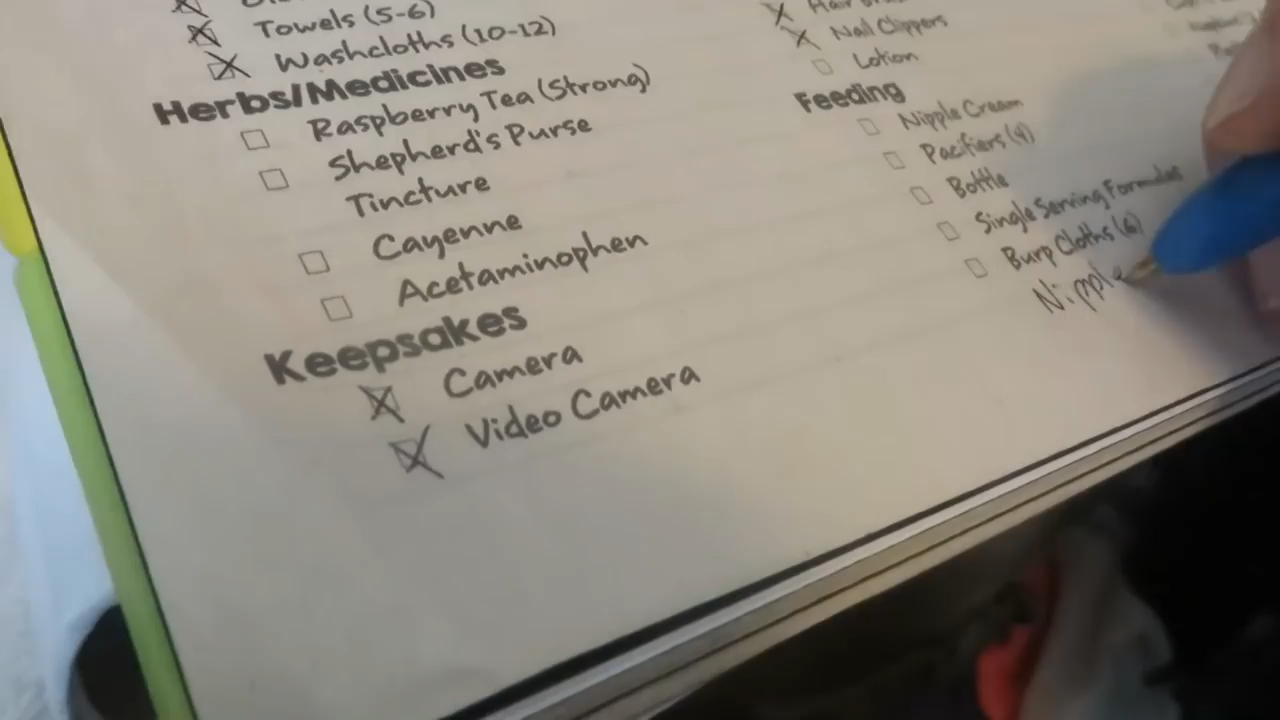 Towels (5-6)
Washcloths (10-12)
Herbs/Medicines
Raspberry Tea (Strong)
Shepherd's Purse
Tincture
Cayenne
Acetaminophen
Keepsakes
Camera
Video Camera
Nail Clippers
Lotion
Feeding
Nipple Cream
Pacifiers (4)
Bottle
Single Serving Formulas
Burp Cloths (6)
Nipple